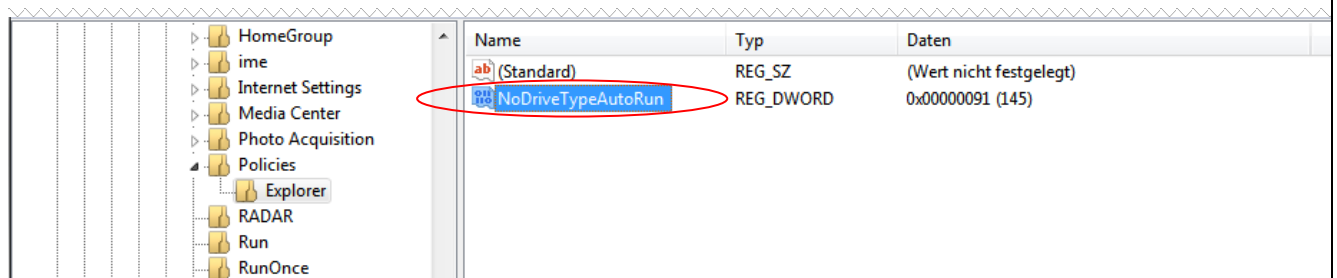 HomeGroup
ime
Internet Settings
Media Center
Photo Acquisition
Policies
Explorer
RADAR
Run
RunOnce
Name Typ Daten
ab (Standard) REG_SZ (Wert nicht festgelegt)
NoDriveTypeAutoRun REG_DWORD 0x00000091 (145)